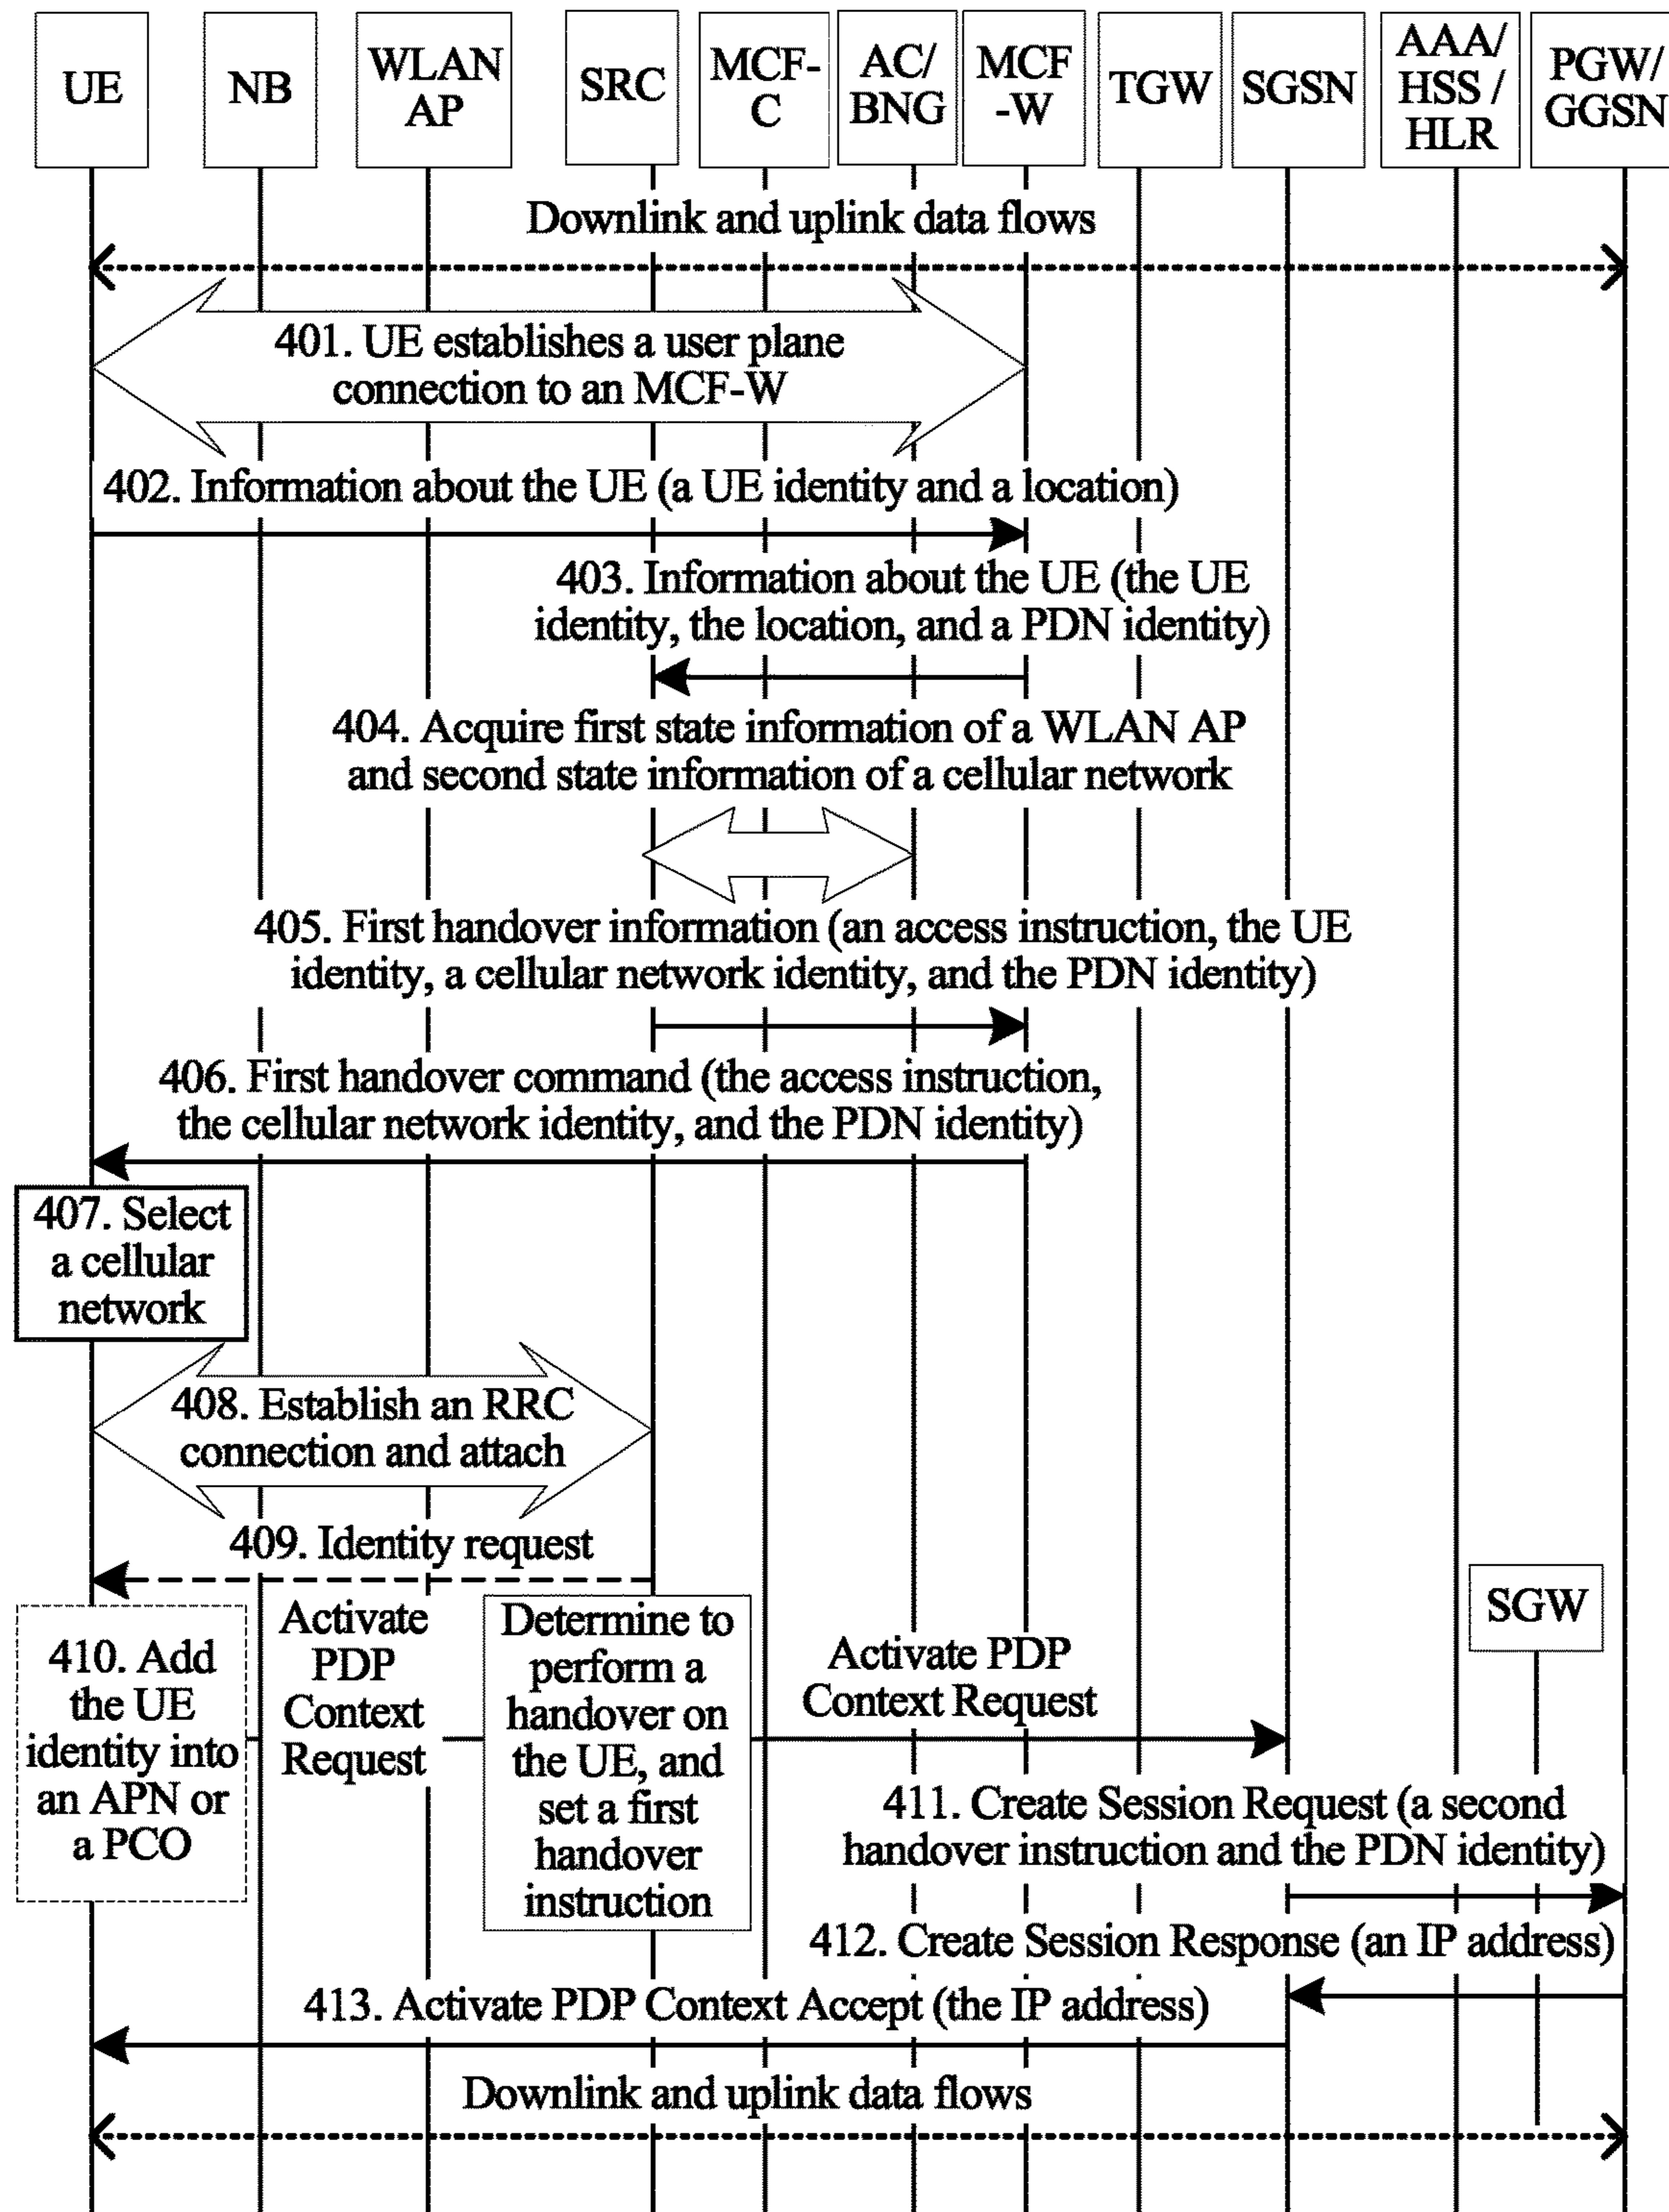 UE
NB
WLAN
AP
SRC
MCF-
C
AC/
BNG
MCF
-W
TGW
SGSN
AAA/
HSS /
HLR
PGW/
GGSN
Downlink and uplink data flows
401. UE establishes a user plane
connection to an MCF-W
402. Information about the UE (a UE identity and a location)
403. Information about the UE (the UE
identity, the location, and a PDN identity)
404. Acquire first state information of a WLAN AP
and second state information of a cellular network
405. First handover information (an access instruction, the UE
identity, a cellular network identity, and the PDN identity)
406. First handover command (the access instruction,
the cellular network identity, and the PDN identity)
407. Select
a cellular
network
408. Establish an RRC
connection and attach
409. Identity request
410. Add
the UE
identity into
an APN or
a PCO
Activate
PDP
Context
Request
Determine to
perform a
handover on
the UE, and
set a first
handover
instruction
Activate PDP
Context Request
SGW
411. Create Session Request (a second
handover instruction and the PDN identity)
412. Create Session Response (an IP address)
413. Activate PDP Context Accept (the IP address)
Downlink and uplink data flows